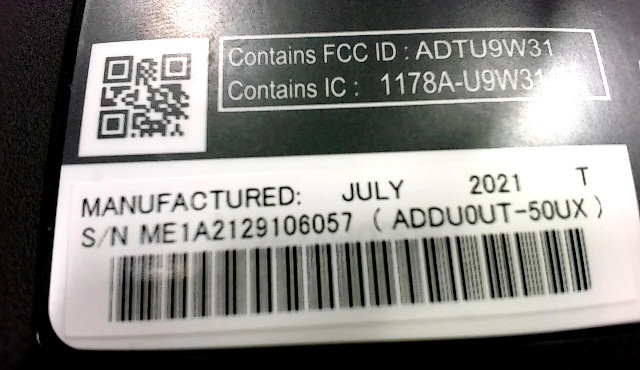 Contains FCC ID : ADTU9W31
Contains IC : 1178A-U9W31
MANUFACTURED: JULY 2021 T
S/N ME1A2129106057 ( ADDU0UT-50UX )